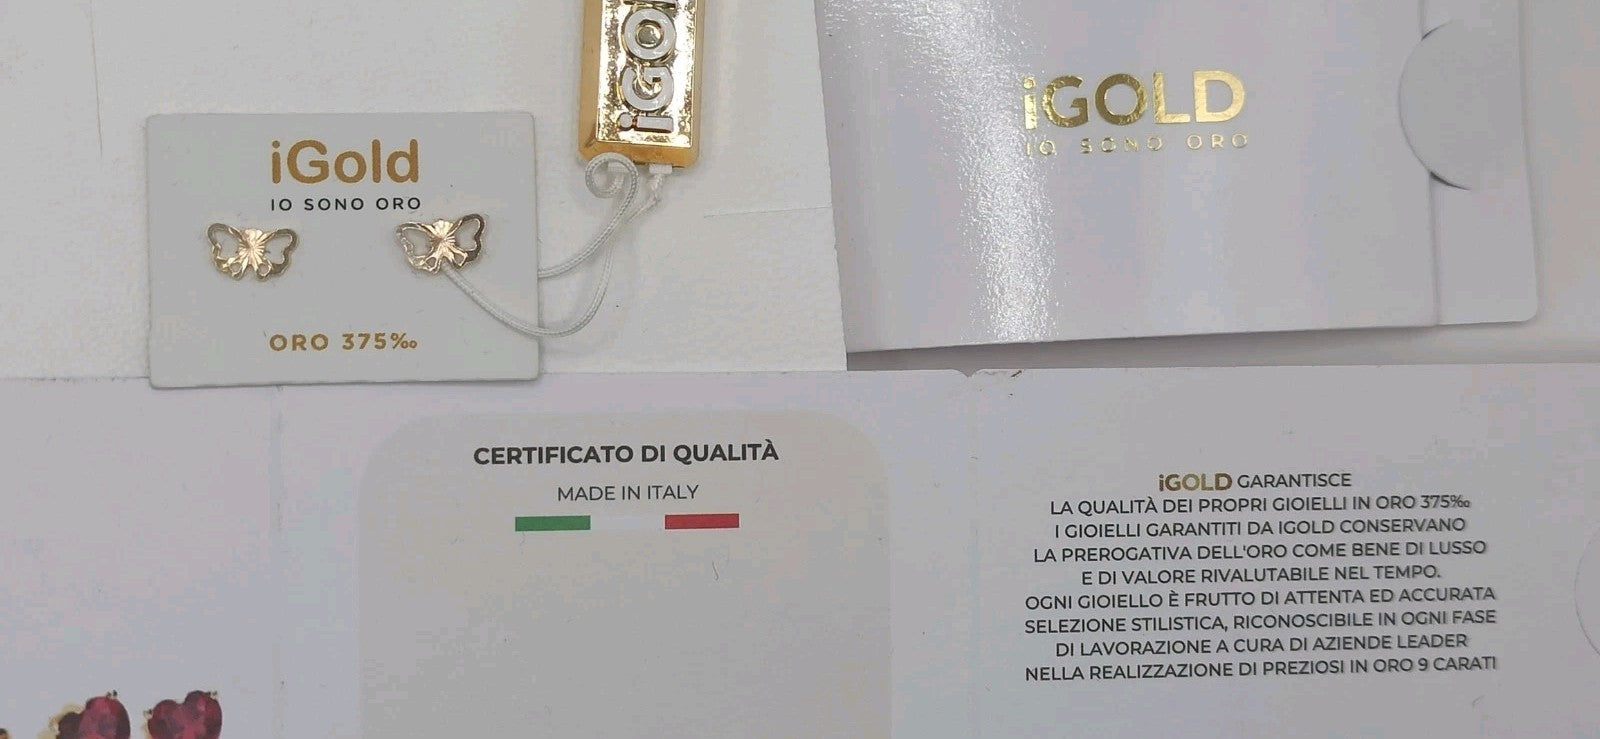 iGold
IO SONO ORO
ORO 375‰
iGOLD
IO SONO ORO
CERTIFICATO DI QUALITÀ
MADE IN ITALY
iGOLD GARANTISCE
LA QUALITÀ DEI PROPRI GIOIELLI IN ORO 375‰
I GIOIELLI GARANTITI DA IGOLD CONSERVANO
LA PREROGATIVA DELL'ORO COME BENE DI LUSSO
E DI VALORE RIVALUTABILE NEL TEMPO.
OGNI GIOIELLO È FRUTTO DI ATTENTA ED ACCURATA
SELEZIONE STILISTICA, RICONOSCIBILE IN OGNI FASE
DI LAVORAZIONE A CURA DI AZIENDE LEADER
NELLA REALIZZAZIONE DI PREZIOSI IN ORO 9 CARATI